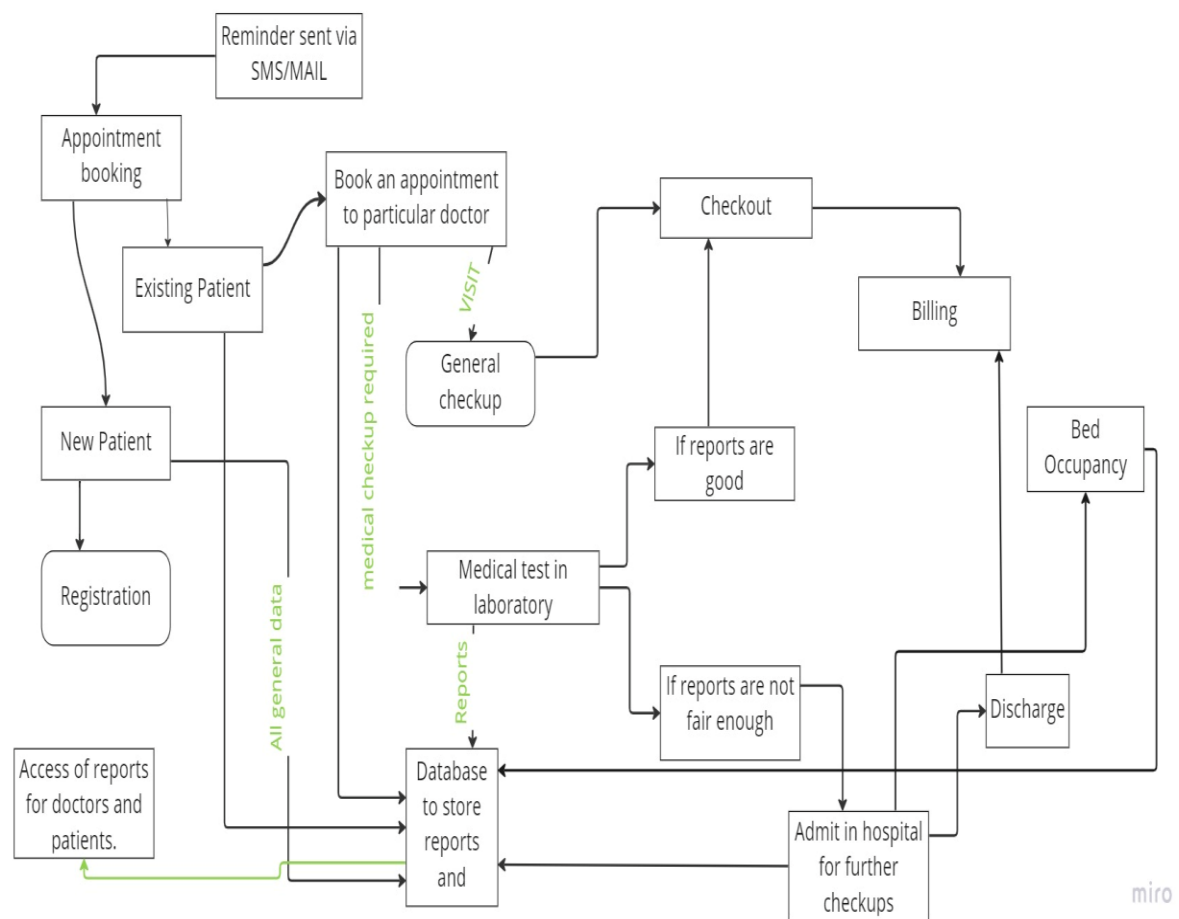 Reminder sent via
SMS/MAIL
Appointment
booking
Book an appointment
to particular doctor
Checkout
Existing Patient
VISIT
Billing
General
checkup
medical checkup required
New Patient
If reports are
good
Bed
Occupancy
Registration
Medical test in
laboratory
All general data
Reports
If reports are not
fair enough
Discharge
Access of reports
for doctors and
patients.
Database
to store
reports
and
Admit in hospital
for further
checkups
miro